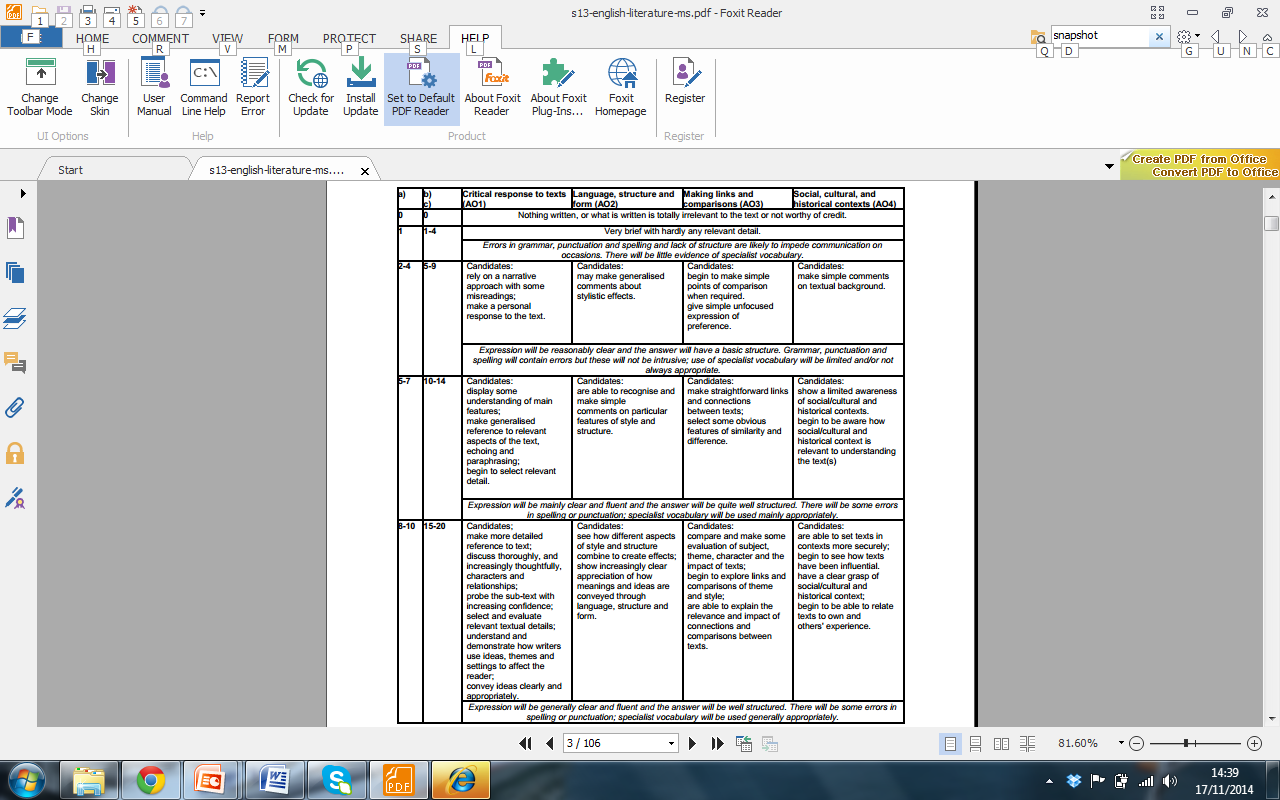 s13-english-literature-ms.pdf - Foxit Reader
1 2 3 4 5 6 7
F HOME COMMENT VIEW FORM PROTECT SHARE HELP
snapshot
H R V M P S L Q D G U N C
Change Toolbar Mode
Change Skin
User Manual
Command Line Help
Report Error
Check for Update
Install Update
Set to Default PDF Reader
About Foxit Reader
About Foxit Plug-Ins...
Foxit Homepage
Register
UI Options Help Product Register
Start s13-english-literature-ms....
Create PDF from Office
Convert PDF to Office
a)
b)
c)
Critical response to texts
(AO1)
Language, structure and
form (AO2)
Making links and
comparisons (AO3)
Social, cultural, and
historical contexts (AO4)
0 0 Nothing written, or what is written is totally irrelevant to the text or not worthy of credit.
1 1-4 Very brief with hardly any relevant detail.
Errors in grammar, punctuation and spelling and lack of structure are likely to impede communication on
occasions. There will be little evidence of specialist vocabulary.
2-4 5-9
Candidates:
rely on a narrative
approach with some
misreadings;
make a personal
response to the text.
Candidates:
may make generalised
comments about
stylistic effects.
Candidates:
begin to make simple
points of comparison
when required.
give simple unfocused
expression of
preference.
Candidates:
make simple comments
on textual background.
Expression will be reasonably clear and the answer will have a basic structure. Grammar, punctuation and
spelling will contain errors but these will not be intrusive; use of specialist vocabulary will be limited and/or not
always appropriate.
5-7 10-14
Candidates:
display some
understanding of main
features;
make generalised
reference to relevant
aspects of the text,
echoing and
paraphrasing;
begin to select relevant
detail.
Candidates:
are able to recognise and
make simple
comments on particular
features of style and
structure.
Candidates:
make straightforward links
and connections
between texts;
select some obvious
features of similarity and
difference.
Candidates:
show a limited awareness
of social/cultural and
historical contexts.
begin to be aware how
social/cultural and
historical context is
relevant to understanding
the text(s)
Expression will be mainly clear and fluent and the answer will be quite well structured. There will be some errors
in spelling or punctuation; specialist vocabulary will be used mainly appropriately.
8-10 15-20
Candidates;
make more detailed
reference to text;
discuss thoroughly, and
increasingly thoughtfully,
characters and
relationships;
probe the sub-text with
increasing confidence;
select and evaluate
relevant textual details;
understand and
demonstrate how writers
use ideas, themes and
settings to affect the
reader;
convey ideas clearly and
appropriately.
Candidates:
see how different aspects
of style and structure
combine to create effects;
show increasingly clear
appreciation of how
meanings and ideas are
conveyed through
language, structure and
form.
Candidates:
compare and make some
evaluation of subject,
theme, character and the
impact of texts;
begin to explore links and
comparisons of theme
and style;
are able to explain the
relevance and impact of
connections and
comparisons between
texts.
Candidates:
are able to set texts in
contexts more securely;
begin to see how texts
have been influential.
have a clear grasp of
social/cultural and
historical context;
begin to be able to relate
texts to own and
others' experience.
Expression will be generally clear and fluent and the answer will be well structured. There will be some errors in
spelling or punctuation; specialist vocabulary will be used generally appropriately.
3 / 106
81.60%
14:39
17/11/2014